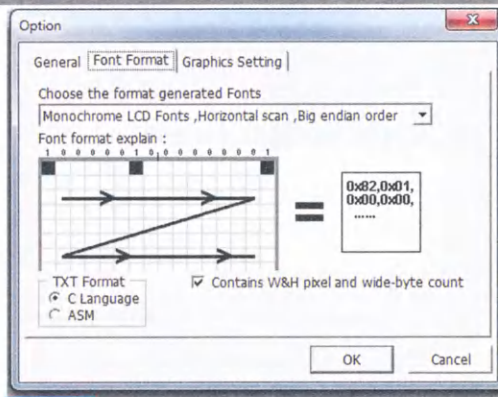 Option
General Font Format Graphics Setting
Choose the format generated Fonts
Monochrome LCD Fonts ,Horizontal scan ,Big endian order
Font format explain :
1 0 0 0 0 0 1 0 0 0 0 0 0 0 1
0x82,0x01,
0x00,0x00,
......
TXT Format
C Language
ASM
Contains W&H pixel and wide-byte count
OK Cancel